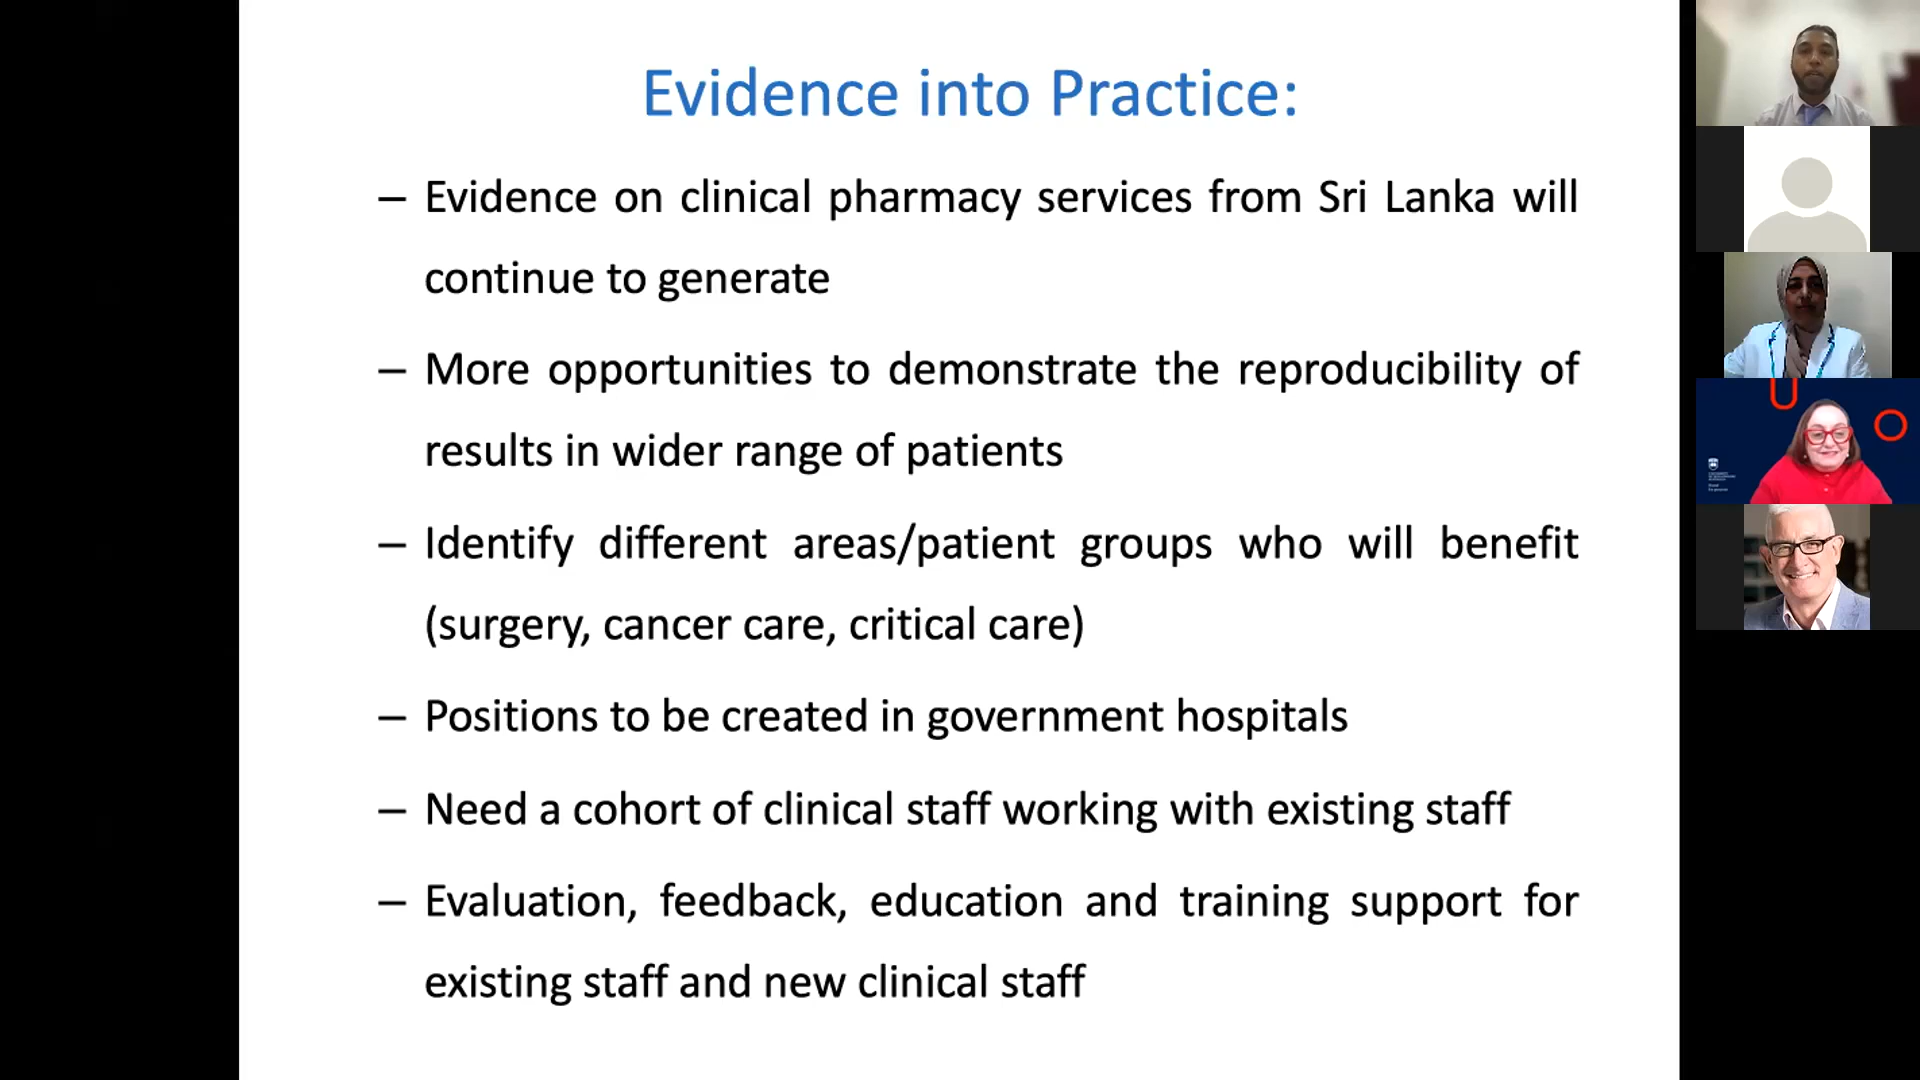 Evidence into Practice:
– Evidence on clinical pharmacy services from Sri Lanka will
continue to generate
– More opportunities to demonstrate the reproducibility of
results in wider range of patients
– Identify different areas/patient groups who will benefit
(surgery, cancer care, critical care)
– Positions to be created in government hospitals
– Need a cohort of clinical staff working with existing staff
– Evaluation, feedback, education and training support for
existing staff and new clinical staff